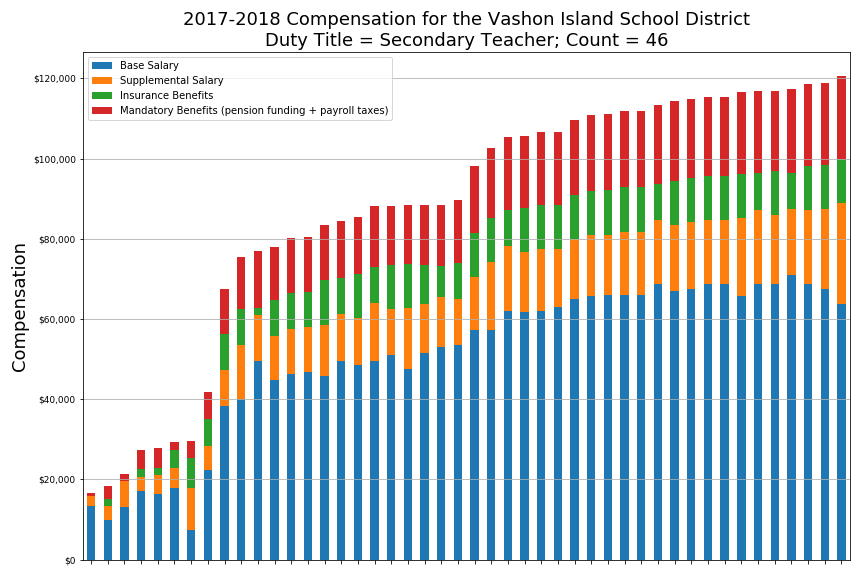 2017-2018 Compensation for the Vashon Island School District
Duty Title = Secondary Teacher; Count = 46
Base Salary
Supplemental Salary
Insurance Benefits
Mandatory Benefits (pension funding + payroll taxes)
Compensation
$120,000
$100,000
$80,000
$60,000
$40,000
$20,000
$0